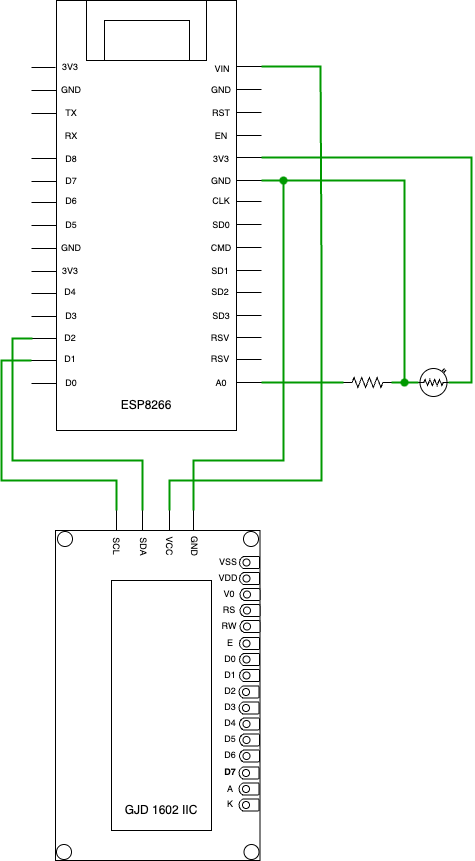 3V3
GND
TX
RX
D8
D7
D6
D5
GND
3V3
D4
D3
D2
D1
D0
VIN
GND
RST
EN
3V3
GND
CLK
SD0
CMD
SD1
SD2
SD3
RSV
RSV
A0
ESP8266
SCL
SDA
VCC
GND
VSS
VDD
V0
RS
RW
E
D0
D1
D2
D3
D4
D5
D6
D7
A
K
GJD 1602 IIC